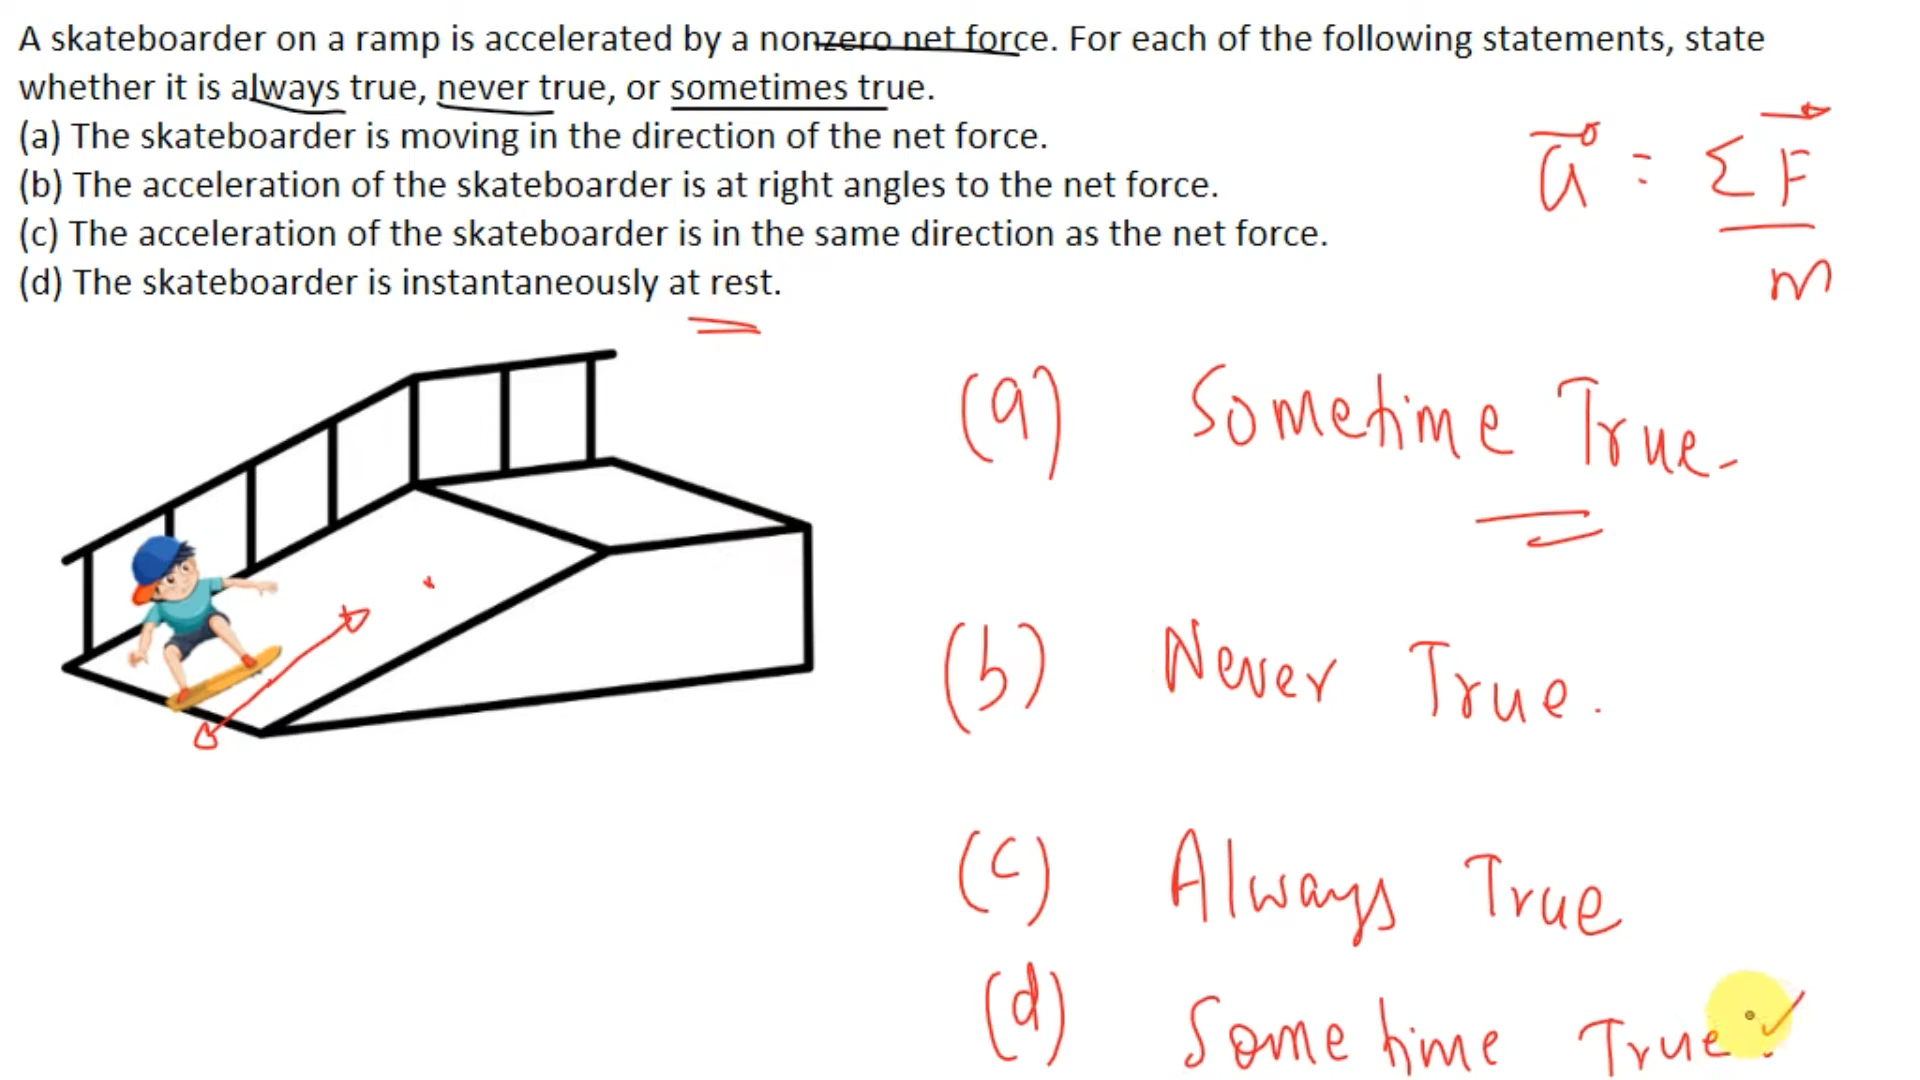 A skateboarder on a ramp is accelerated by a nonzero net force. For each of the following statements, state
whether it is always true, never true, or sometimes true.
(a) The skateboarder is moving in the direction of the net force.
(b) The acceleration of the skateboarder is at right angles to the net force.
(c) The acceleration of the skateboarder is in the same direction as the net force.
(d) The skateboarder is instantaneously at rest.
a = ΣF
m
(a) Sometime True.
(b) Never True.
(c) Always True
(d) Sometime True.